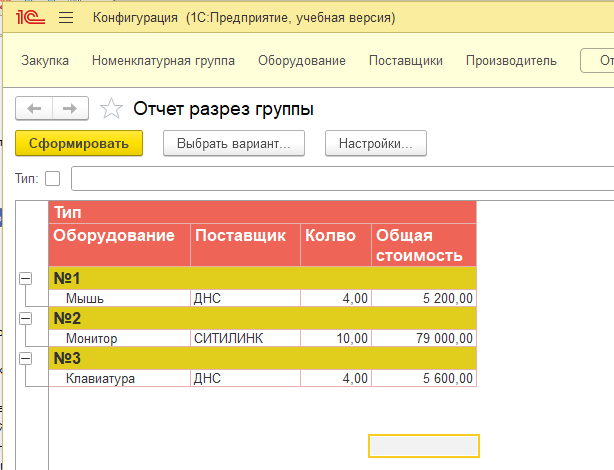 1С Конфигурация (1С:Предприятие, учебная версия)
Закупка Номенклатурная группа Оборудование Поставщики Производитель
Отчет разрез группы
Сформировать Выбрать вариант... Настройки...
Тип:
Тип
Оборудование Поставщик Колво Общая
стоимость
№1
Мышь ДНС 4,00 5 200,00
№2
Монитор СИТИЛИНК 10,00 79 000,00
№3
Клавиатура ДНС 4,00 5 600,00